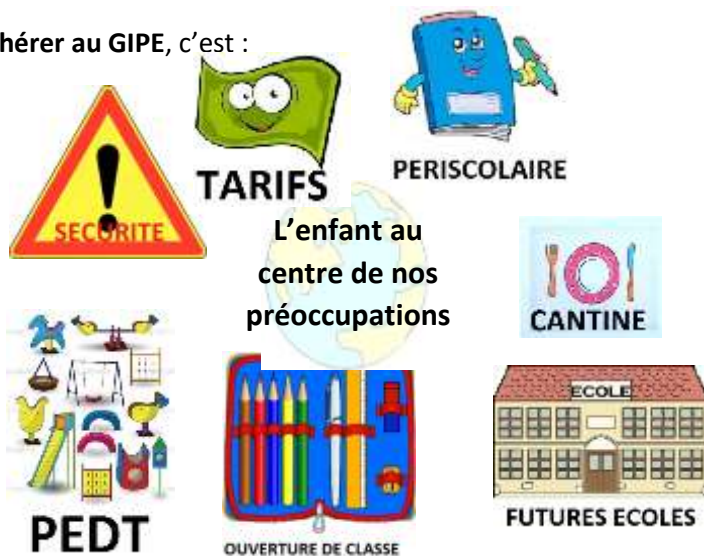 hérer au GIPE, c’est :
TARIFS
PERISCOLAIRE
SECURITE
L’enfant au
centre de nos
préoccupations
CANTINE
ECOLE
PEDT
OUVERTURE DE CLASSE
FUTURES ECOLES